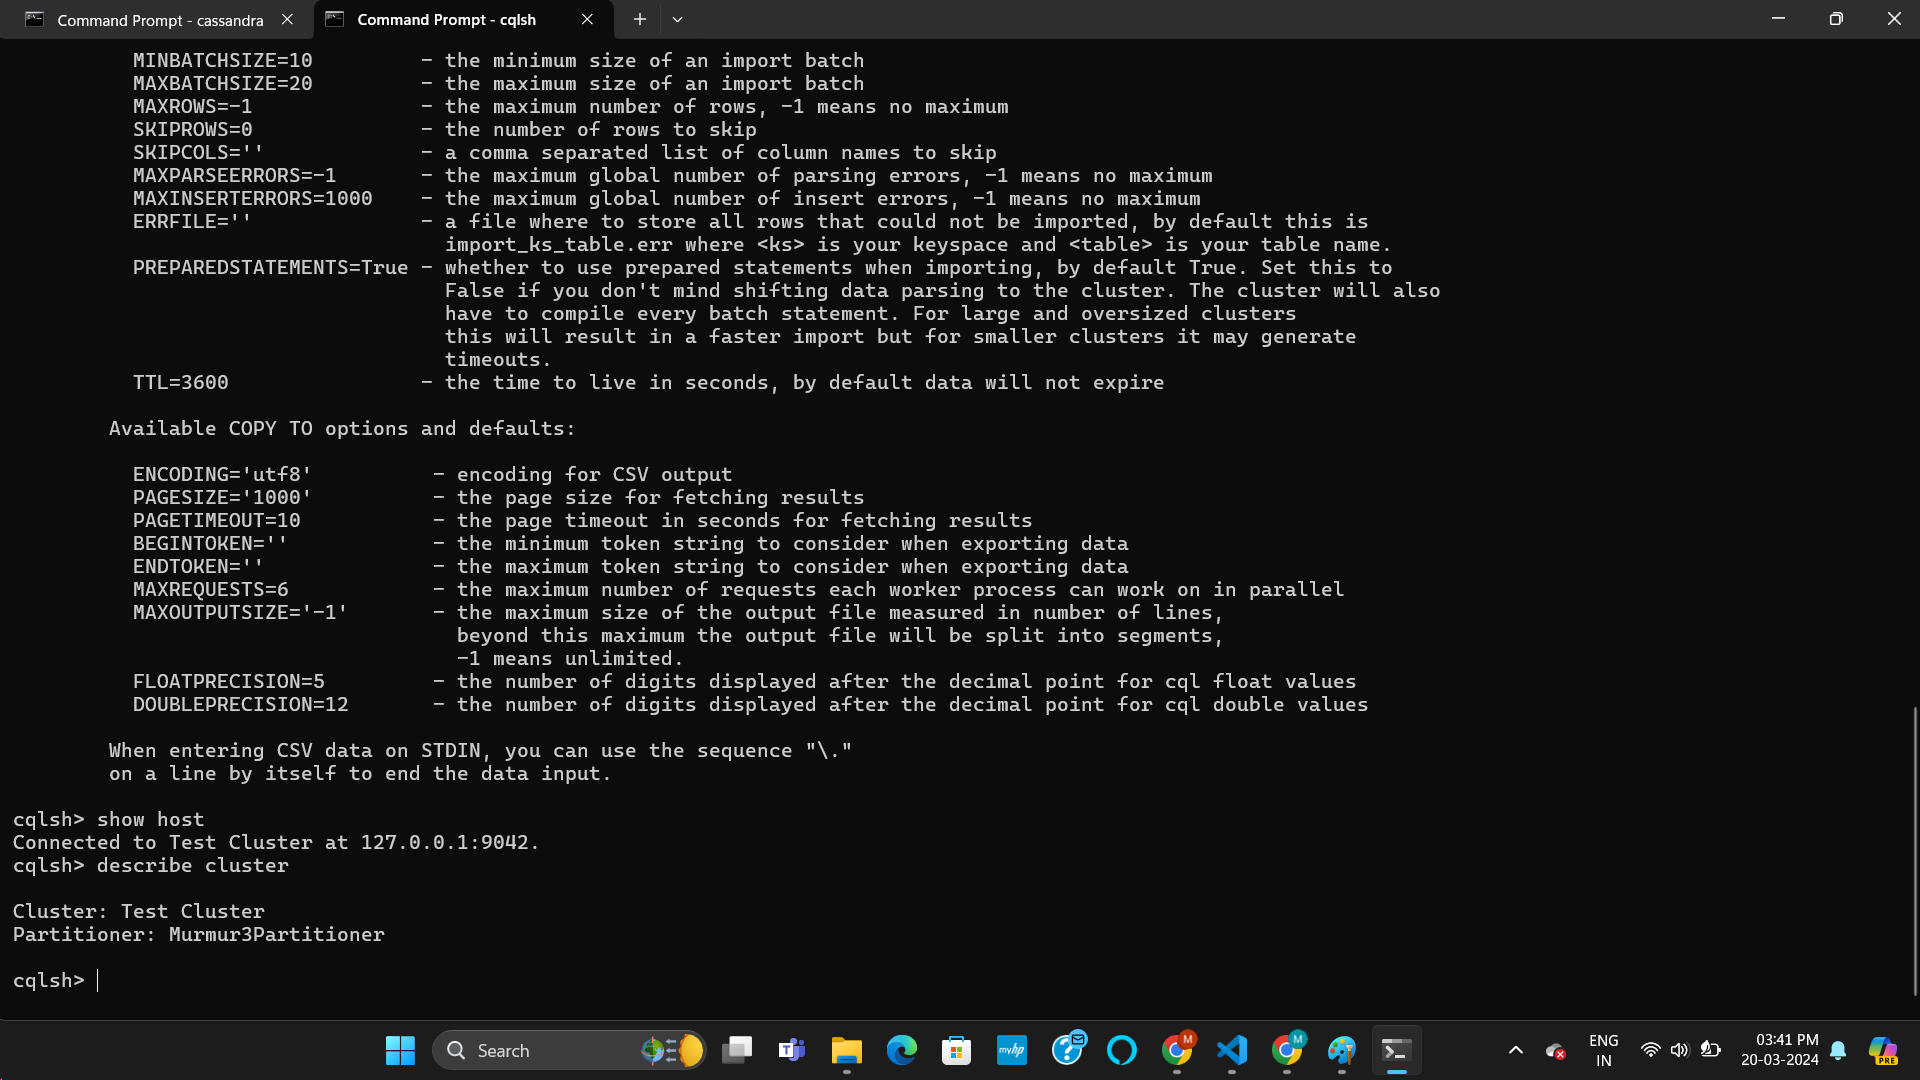 Command Prompt - cassandra
Command Prompt - cqlsh
MINBATCHSIZE=10 - the minimum size of an import batch
MAXBATCHSIZE=20 - the maximum size of an import batch
MAXROWS=-1 - the maximum number of rows, -1 means no maximum
SKIPROWS=0 - the number of rows to skip
SKIPCOLS='' - a comma separated list of column names to skip
MAXPARSEERRORS=-1 - the maximum global number of parsing errors, -1 means no maximum
MAXINSERTERRORS=1000 - the maximum global number of insert errors, -1 means no maximum
ERRFILE='' - a file where to store all rows that could not be imported, by default this is
import_ks_table.err where <ks> is your keyspace and <table> is your table name.
PREPAREDSTATEMENTS=True - whether to use prepared statements when importing, by default True. Set this to
False if you don't mind shifting data parsing to the cluster. The cluster will also
have to compile every batch statement. For large and oversized clusters
this will result in a faster import but for smaller clusters it may generate
timeouts.
TTL=3600 - the time to live in seconds, by default data will not expire
Available COPY TO options and defaults:
ENCODING='utf8' - encoding for CSV output
PAGESIZE='1000' - the page size for fetching results
PAGETIMEOUT=10 - the page timeout in seconds for fetching results
BEGINTOKEN='' - the minimum token string to consider when exporting data
ENDTOKEN='' - the maximum token string to consider when exporting data
MAXREQUESTS=6 - the maximum number of requests each worker process can work on in parallel
MAXOUTPUTSIZE='-1' - the maximum size of the output file measured in number of lines,
beyond this maximum the output file will be split into segments,
-1 means unlimited.
FLOATPRECISION=5 - the number of digits displayed after the decimal point for cql float values
DOUBLEPRECISION=12 - the number of digits displayed after the decimal point for cql double values
When entering CSV data on STDIN, you can use the sequence "\."
on a line by itself to end the data input.
cqlsh> show host
Connected to Test Cluster at 127.0.0.1:9042.
cqlsh> describe cluster
Cluster: Test Cluster
Partitioner: Murmur3Partitioner
cqlsh>
Search
myhp
M
M
ENG
IN
03:41 PM
20-03-2024
PRE